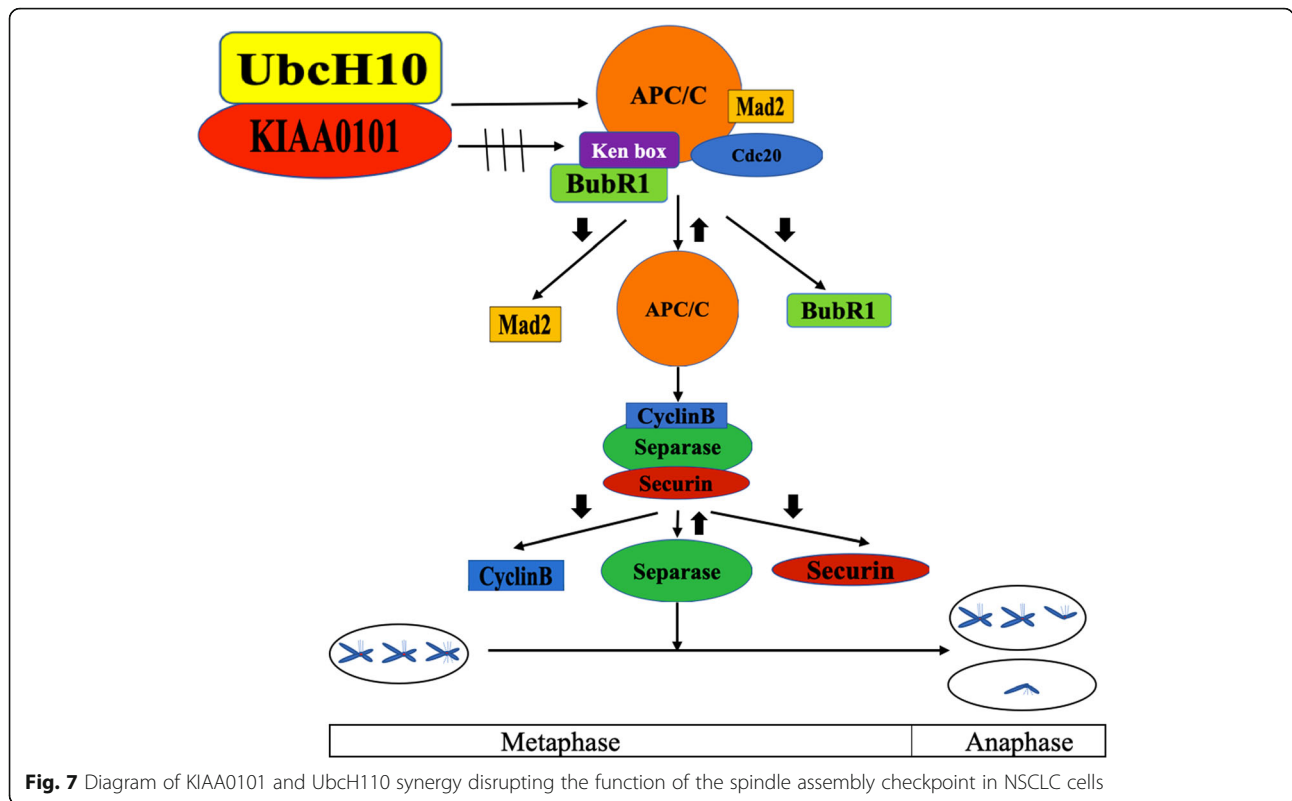 UbcH10
KIAA0101
APC/C
Mad2
Ken box
Cdc20
BubR1
Mad2
APC/C
BubR1
CyclinB
Separase
Securin
CyclinB
Separase
Securin
Metaphase
Anaphase
Fig. 7 Diagram of KIAA0101 and UbcH110 synergy disrupting the function of the spindle assembly checkpoint in NSCLC cells